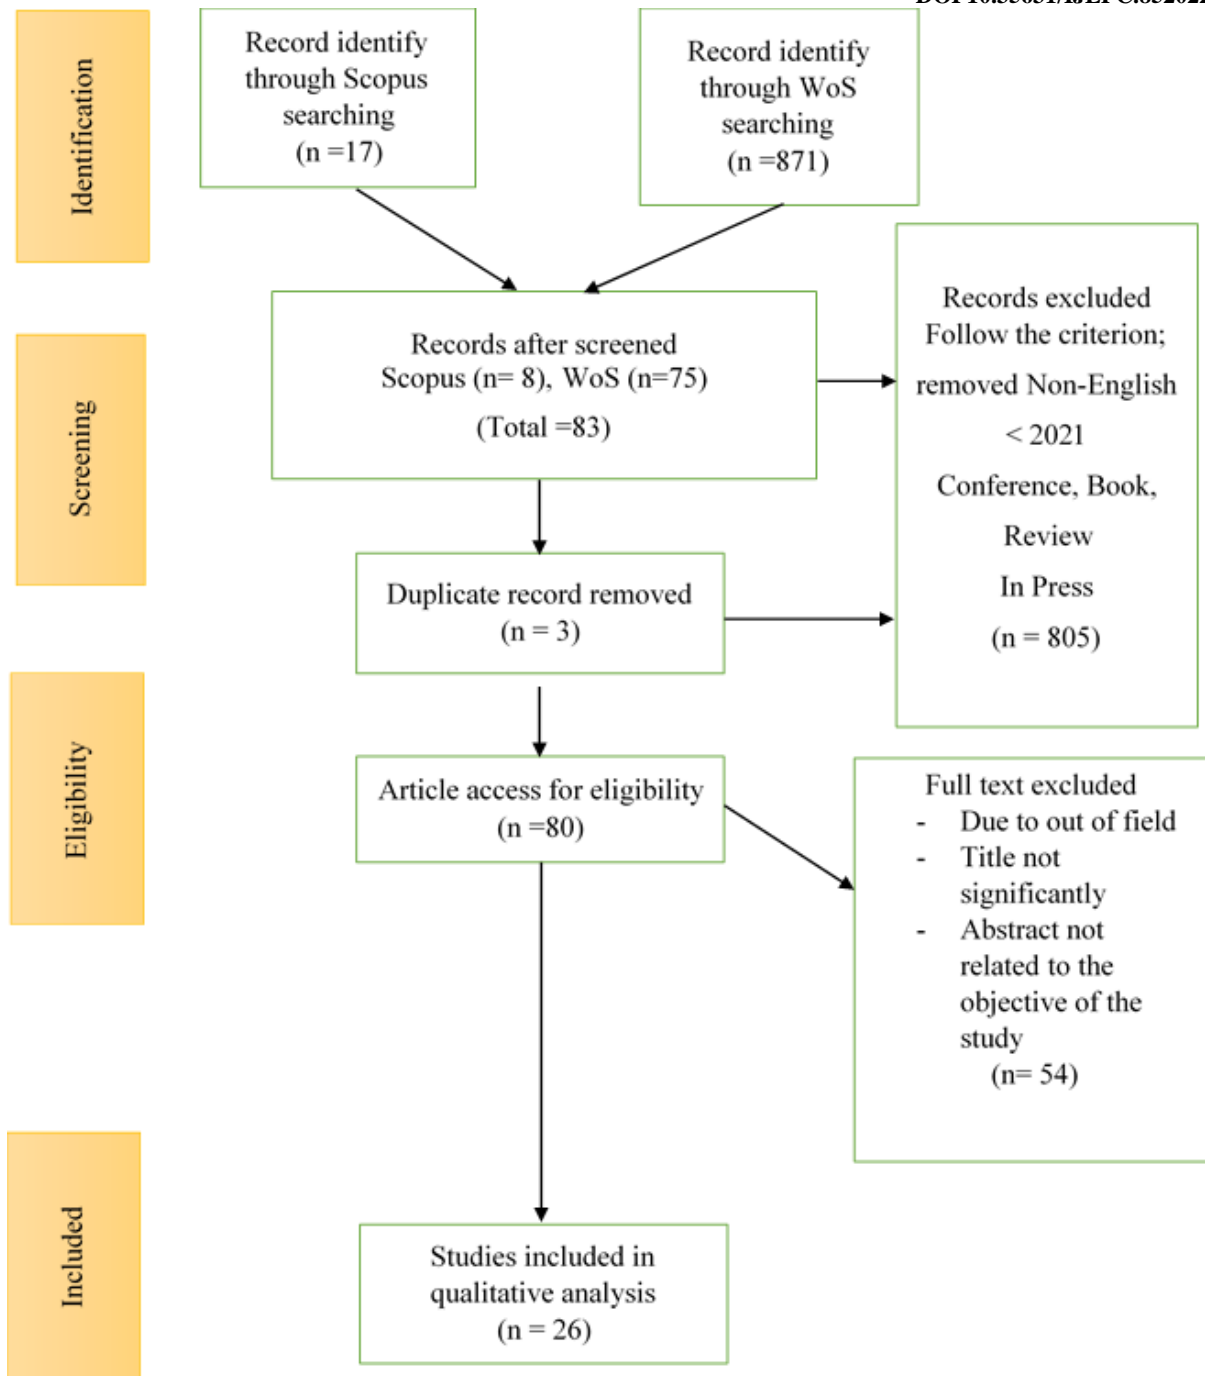 Identification
Record identify
through Scopus
searching
(n =17)
Record identify
through WoS
searching
(n =871)
Screening
Records after screened
Scopus (n= 8), WoS (n=75)
(Total =83)
Records excluded
Follow the criterion;
removed Non-English
< 2021
Conference, Book,
Review
In Press
(n = 805)
Duplicate record removed
(n = 3)
Eligibility
Article access for eligibility
(n =80)
Full text excluded
- Due to out of field
- Title not
significantly
- Abstract not
related to the
objective of the
study
(n= 54)
Included
Studies included in
qualitative analysis
(n = 26)